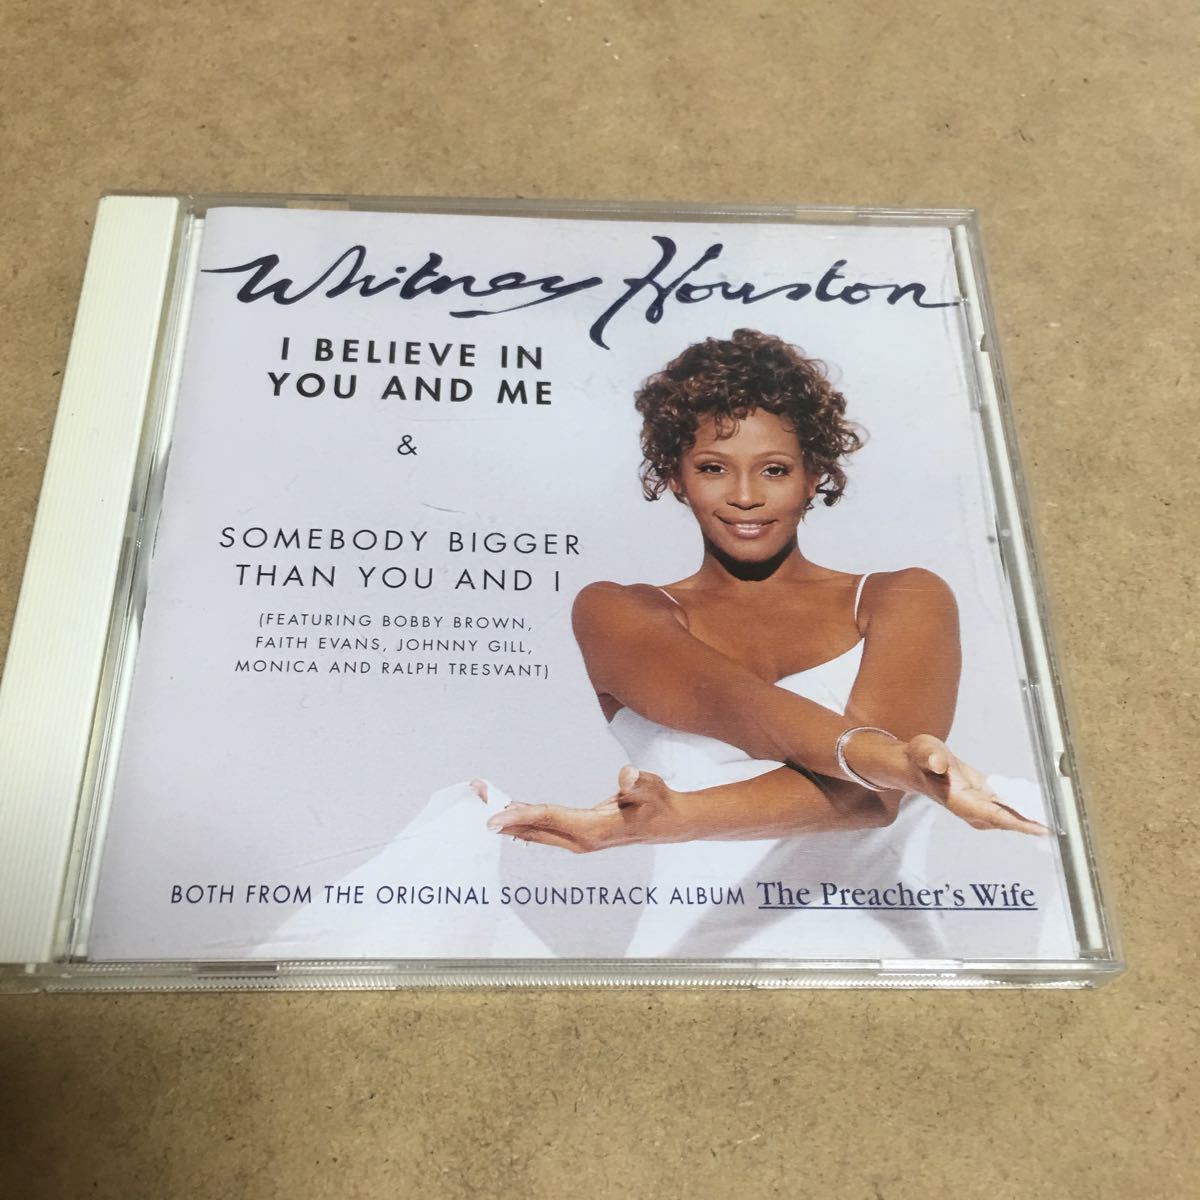 Whitney Houston
I BELIEVE IN
YOU AND ME
&
SOMEBODY BIGGER
THAN YOU AND I
(FEATURING BOBBY BROWN,
FAITH EVANS, JOHNNY GILL,
MONICA AND RALPH TRESVANT)
BOTH FROM THE ORIGINAL SOUNDTRACK ALBUM The Preacher's Wife